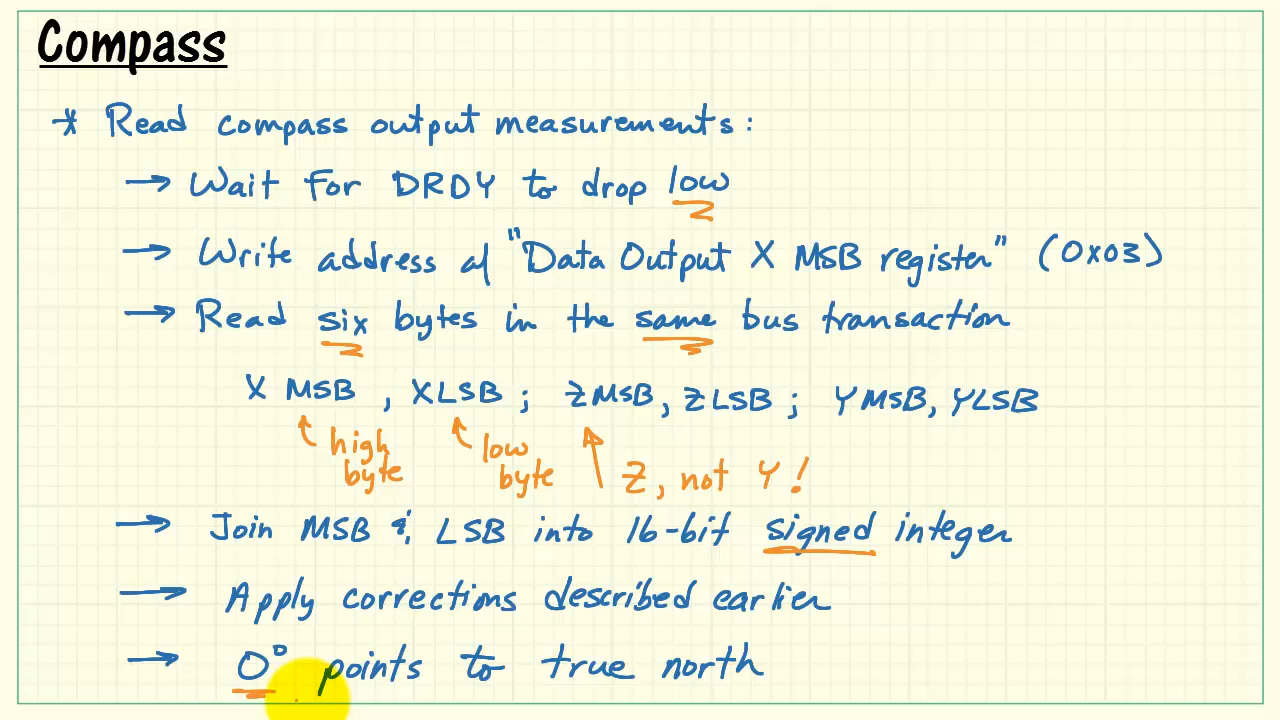 Compass
* Read compass output measurements:
→ Wait for DRDY to drop low
→ Write address of "Data Output X MSB register" (0x03)
→ Read six bytes in the same bus transaction
X MSB, XLSB; ZMSB, ZLSB; YMSB, YLSB
high byte
low byte
Z, not Y!
→ Join MSB & LSB into 16-bit signed integer
→ Apply corrections described earlier
→ 0° points to true north